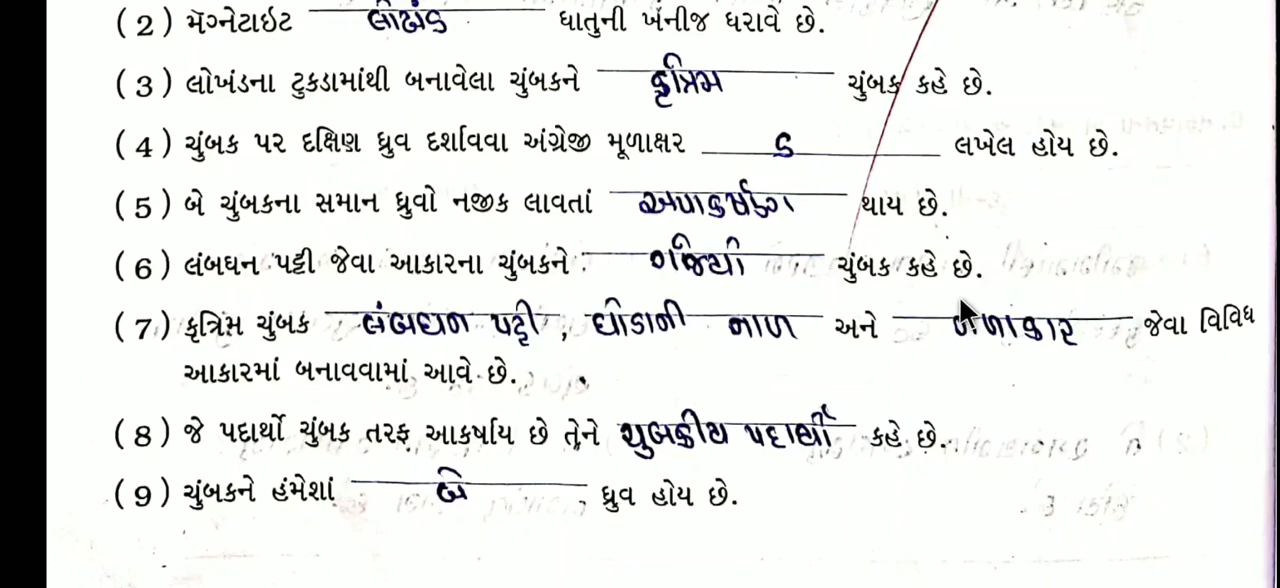 (2) મૅગ્નેટાઇટ લોઢાંડ ધાતુની ખંનીજ ધરાવે છે.
(3) લોખંડના ટુકડામાંથી બનાવેલા ચુંબકને કૃત્રિમ ચુંબક કહે છે.
(4) ચુંબક પર દક્ષિણ ધ્રુવ દર્શાવવા અંગ્રેજી મૂળાક્ષર S લખેલ હોય છે.
(5) બે ચુંબકના સમાન ધ્રુવો નજીક લાવતાં અપાકર્ષણ થાય છે.
(6) લંબઘન પટ્ટી જેવા આકારના ચુંબકને ગજિયો ચુંબક કહે છે.
(7) કૃત્રિમ ચુંબક લંબઘન પટ્ટી, ઘોડાની નાળ અને જેવા વિવિધ
આકારમાં બનાવવામાં આવે છે.
(8) જે પદાર્થો ચુંબક તરફ આકર્ષાય છે તેને ચુબકીય પદાર્થો કહે છે.
(9) ચુંબકને હંમેશાં બે ધ્રુવ હોય છે.